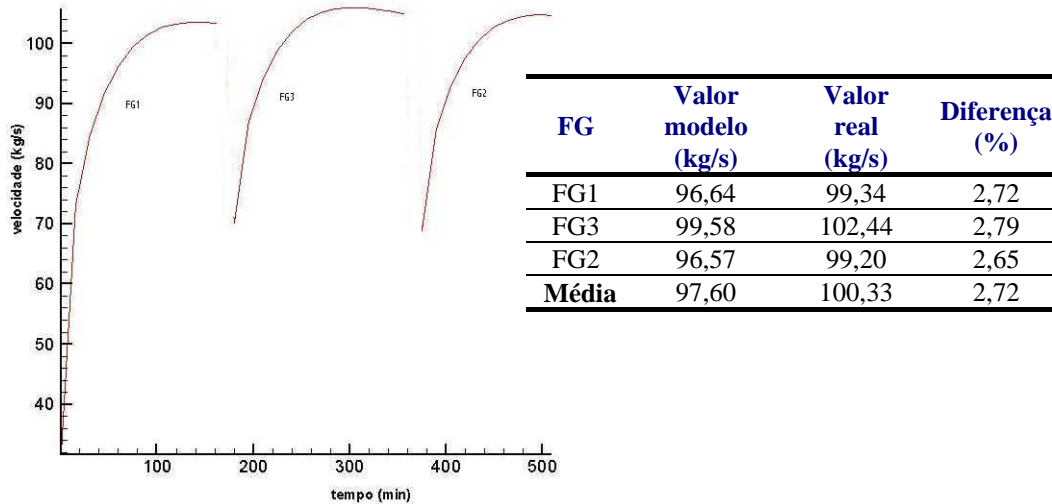 velocidade (kg/s)
100
90
80
70
60
50
40
FG1
FG3
FG2
100 200 300 400 500
tempo (min)
FG Valor modelo (kg/s) Valor real (kg/s) Diferença (%)
FG1 96,64 99,34 2,72
FG3 99,58 102,44 2,79
FG2 96,57 99,20 2,65
Média 97,60 100,33 2,72